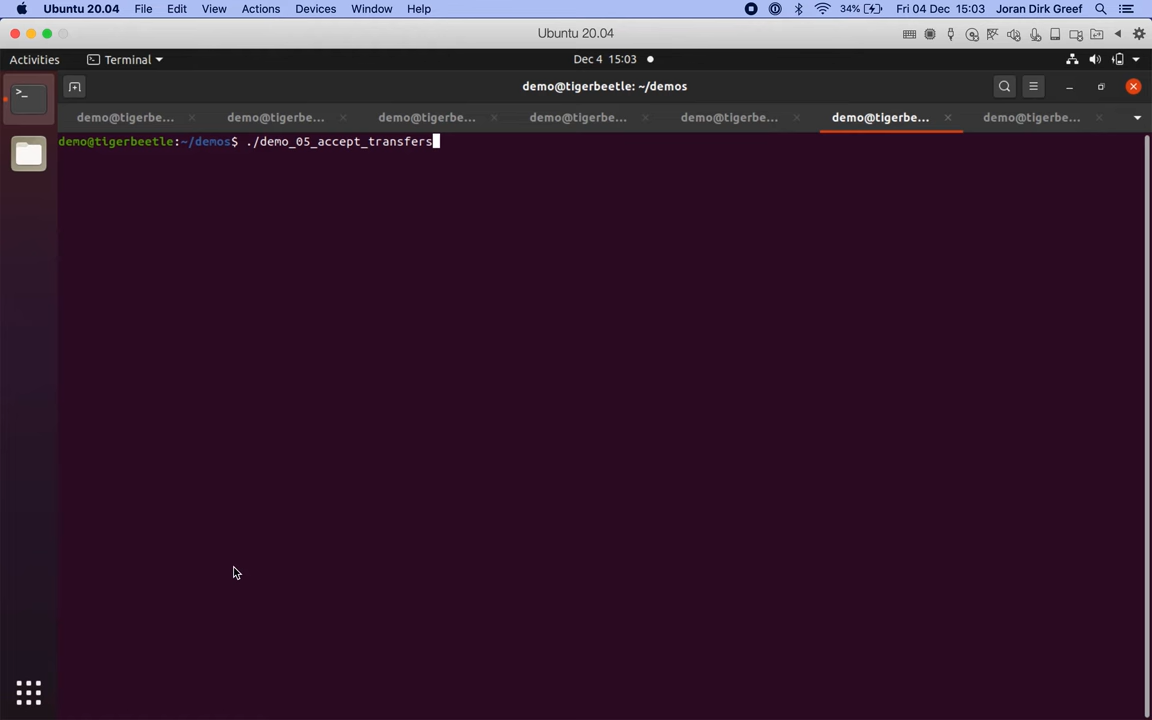 Ubuntu 20.04 File Edit View Actions Devices Window Help 34% Fri 04 Dec 15:03 Joran Dirk Greef
Ubuntu 20.04
Activities Terminal Dec 4 15:03
demo@tigerbeetle: ~/demos
demo@tigerbe... demo@tigerbe... demo@tigerbe... demo@tigerbe... demo@tigerbe... demo@tigerbe... demo@tigerbe...
demo@tigerbeetle:~/demos$ ./demo_05_accept_transfers